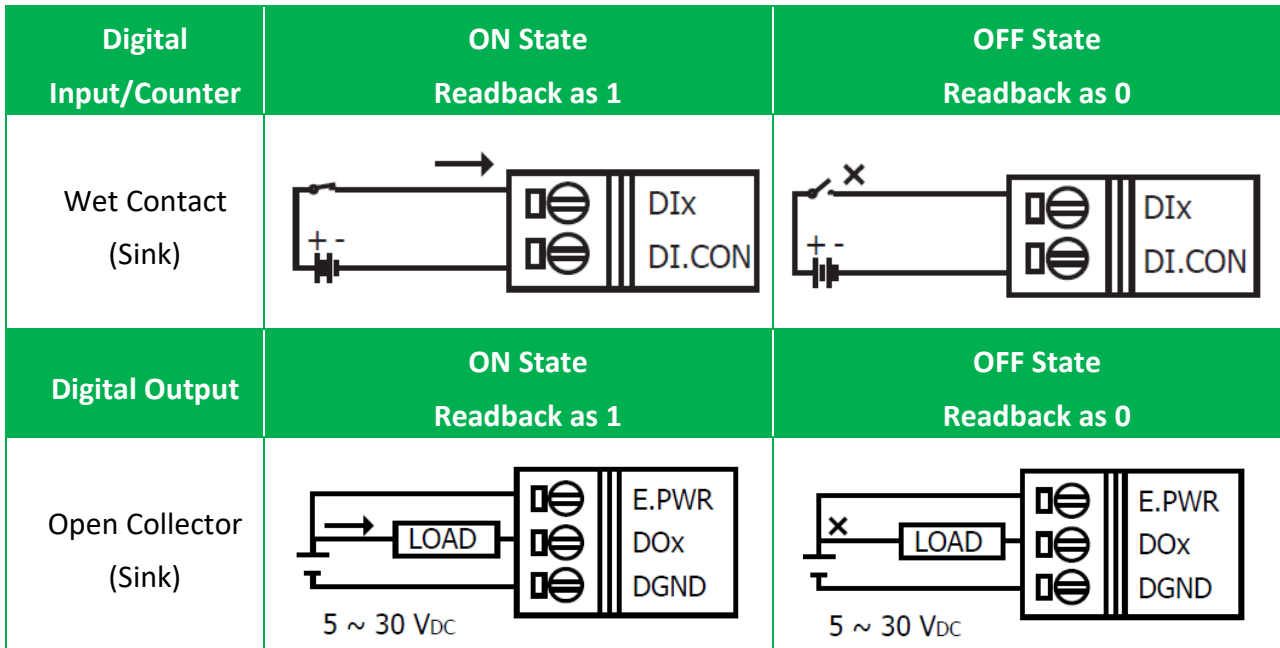 Digital
Input/Counter
ON State
Readback as 1
OFF State
Readback as 0
Wet Contact
(Sink)
+ -
DIx
DI.CON
+ -
DIx
DI.CON
Digital Output
ON State
Readback as 1
OFF State
Readback as 0
Open Collector
(Sink)
LOAD
E.PWR
DOx
DGND
5 ~ 30 VDC
LOAD
E.PWR
DOx
DGND
5 ~ 30 VDC